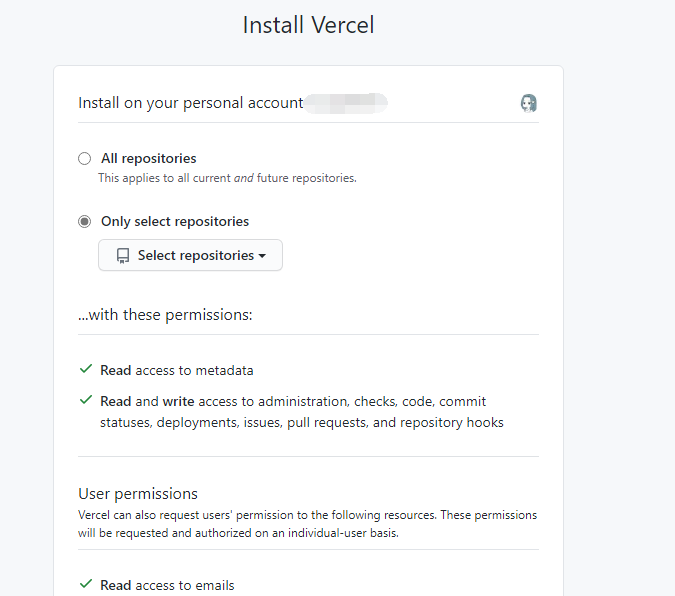 Install Vercel
Install on your personal account
All repositories
This applies to all current and future repositories.
Only select repositories
Select repositories
...with these permissions:
Read access to metadata
Read and write access to administration, checks, code, commit
statuses, deployments, issues, pull requests, and repository hooks
User permissions
Vercel can also request users' permission to the following resources. These permissions
will be requested and authorized on an individual-user basis.
Read access to emails